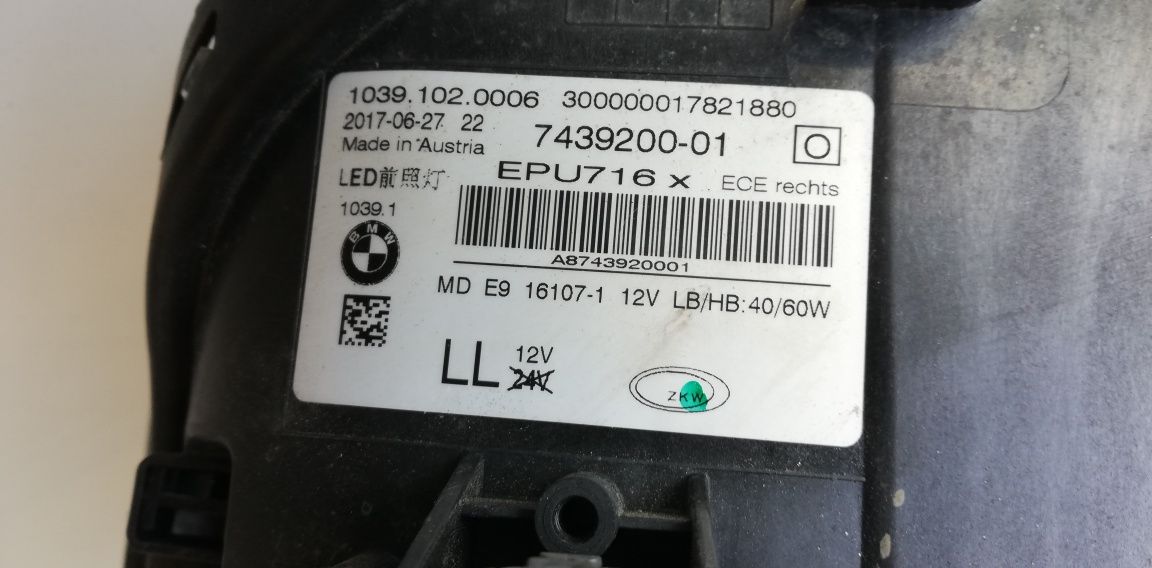 1039.102.0006 300000017821880
2017-06-27 22 7439200-01 O
Made in Austria
LED前照灯 EPU716 x ECE rechts
1039.1
BMW
A8743920001
MD E9 16107-1 12V LB/HB:40/60W
LL 12V
24V
ZKW